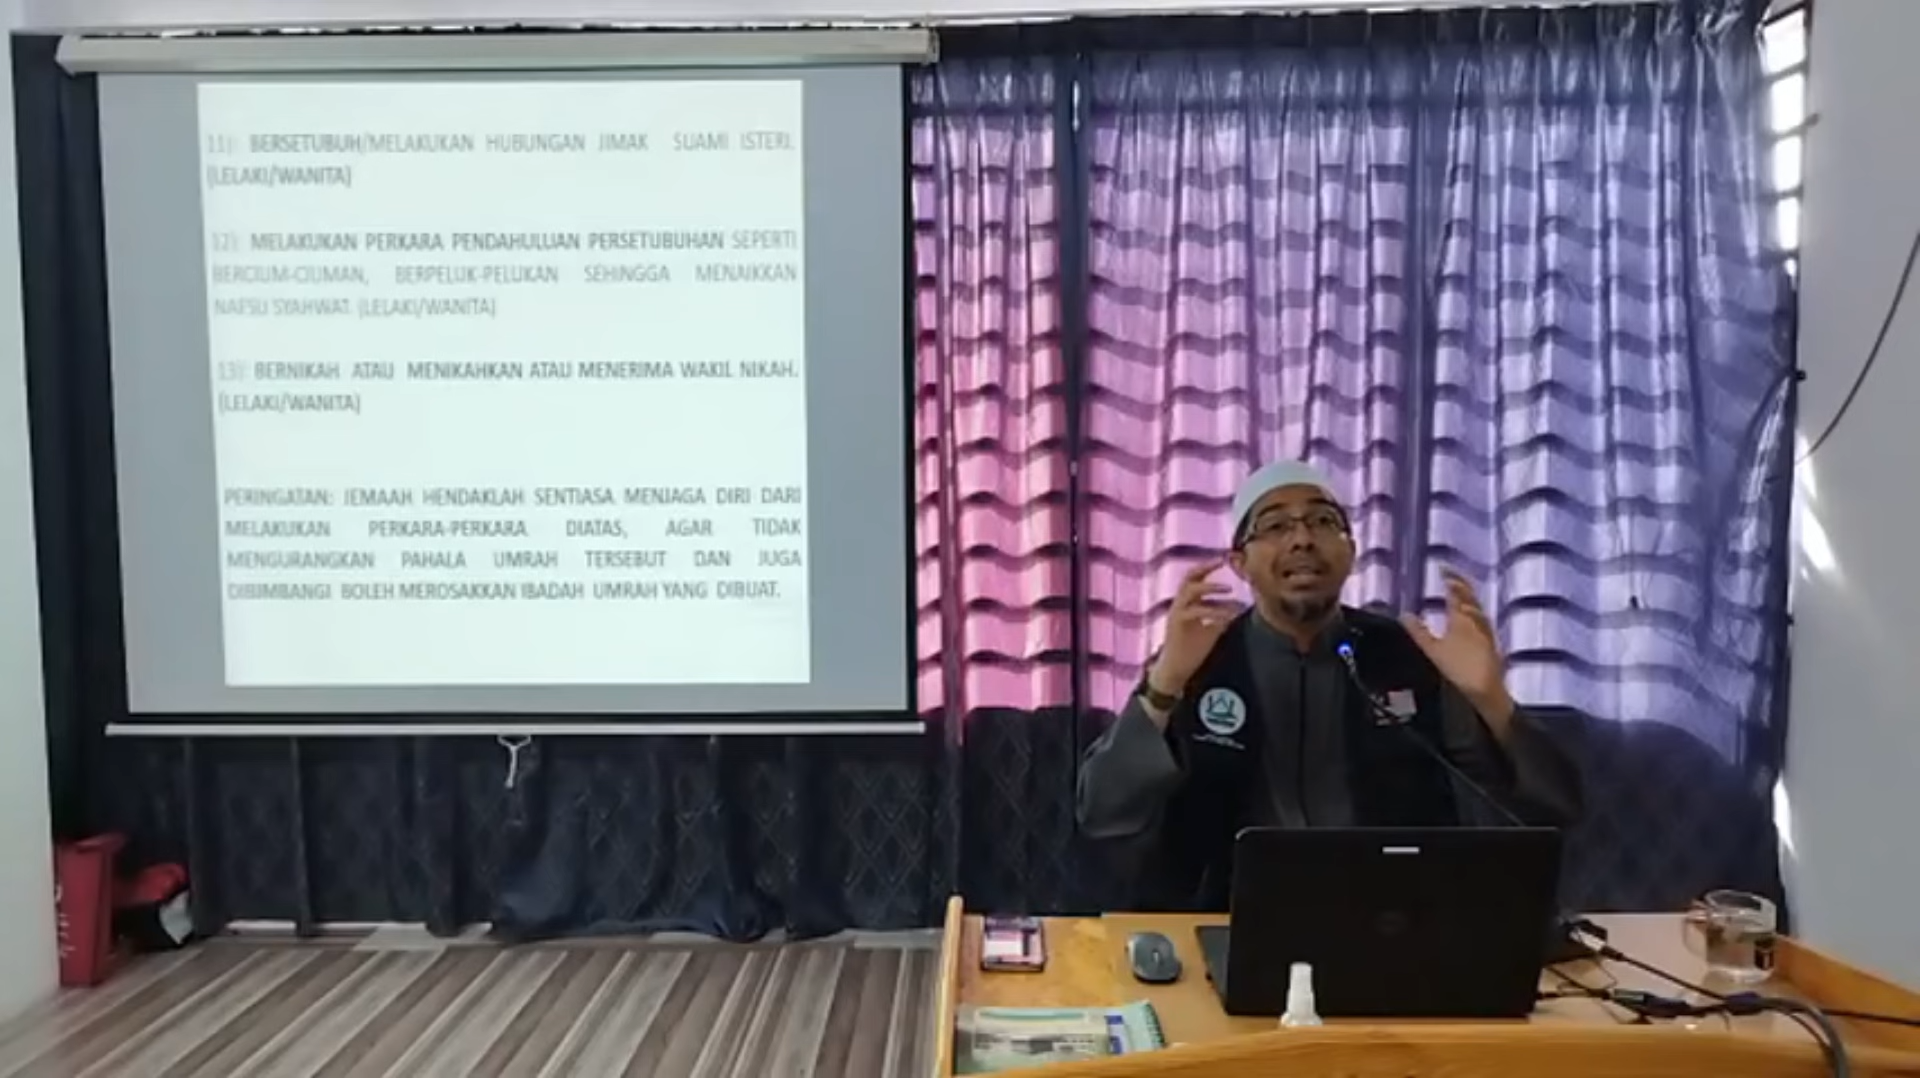 11) BERSETUBUH/MELAKUKAN HUBUNGAN JIMAK SUAMI ISTERI.
(LELAKI/WANITA)
12) MELAKUKAN PERKARA PENDAHULUAN PERSETUBUHAN SEPERTI
BERCIUM-CIUMAN, BERPELUK-PELUKAN SEHINGGA MENAIKKAN
NAFSU SYAHWAT. (LELAKI/WANITA)
13) BERNIKAH ATAU MENIKAHKAN ATAU MENERIMA WAKIL NIKAH.
(LELAKI/WANITA)
PERINGATAN: JEMAAH HENDAKLAH SENTIASA MENJAGA DIRI DARI
MELAKUKAN PERKARA-PERKARA DIATAS, AGAR TIDAK
MENGURANGKAN PAHALA UMRAH TERSEBUT DAN JUGA
DIBIMBANGI BOLEH MEROSAKKAN IBADAH UMRAH YANG DIBUAT.